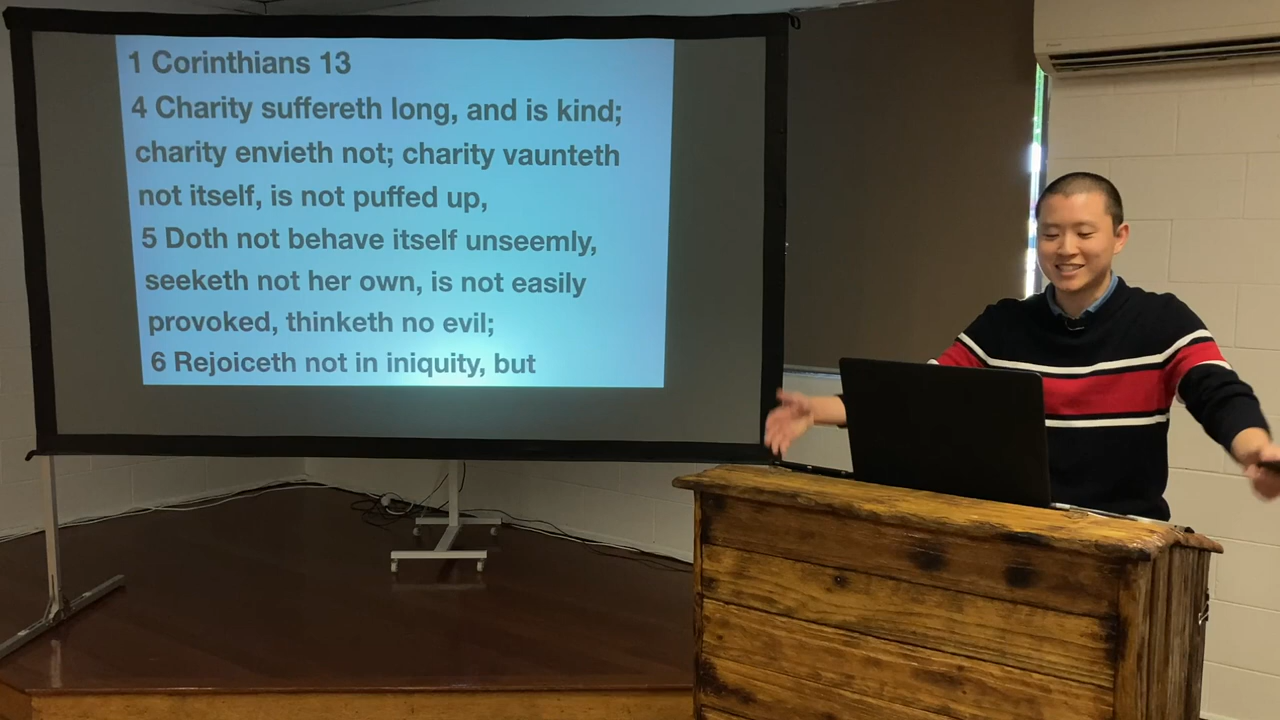 1 Corinthians 13
4 Charity suffereth long, and is kind;
charity envieth not; charity vaunteth
not itself, is not puffed up,
5 Doth not behave itself unseemly,
seeketh not her own, is not easily
provoked, thinketh no evil;
6 Rejoiceth not in iniquity, but